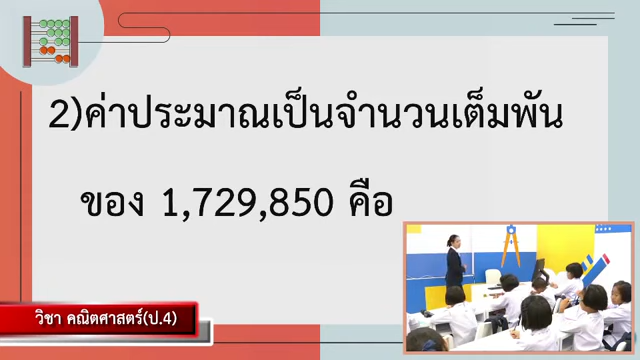 2)ค่าประมาณเป็นจำนวนเต็มพัน
ของ 1,729,850 คือ
วิชา คณิตศาสตร์(ป.4)